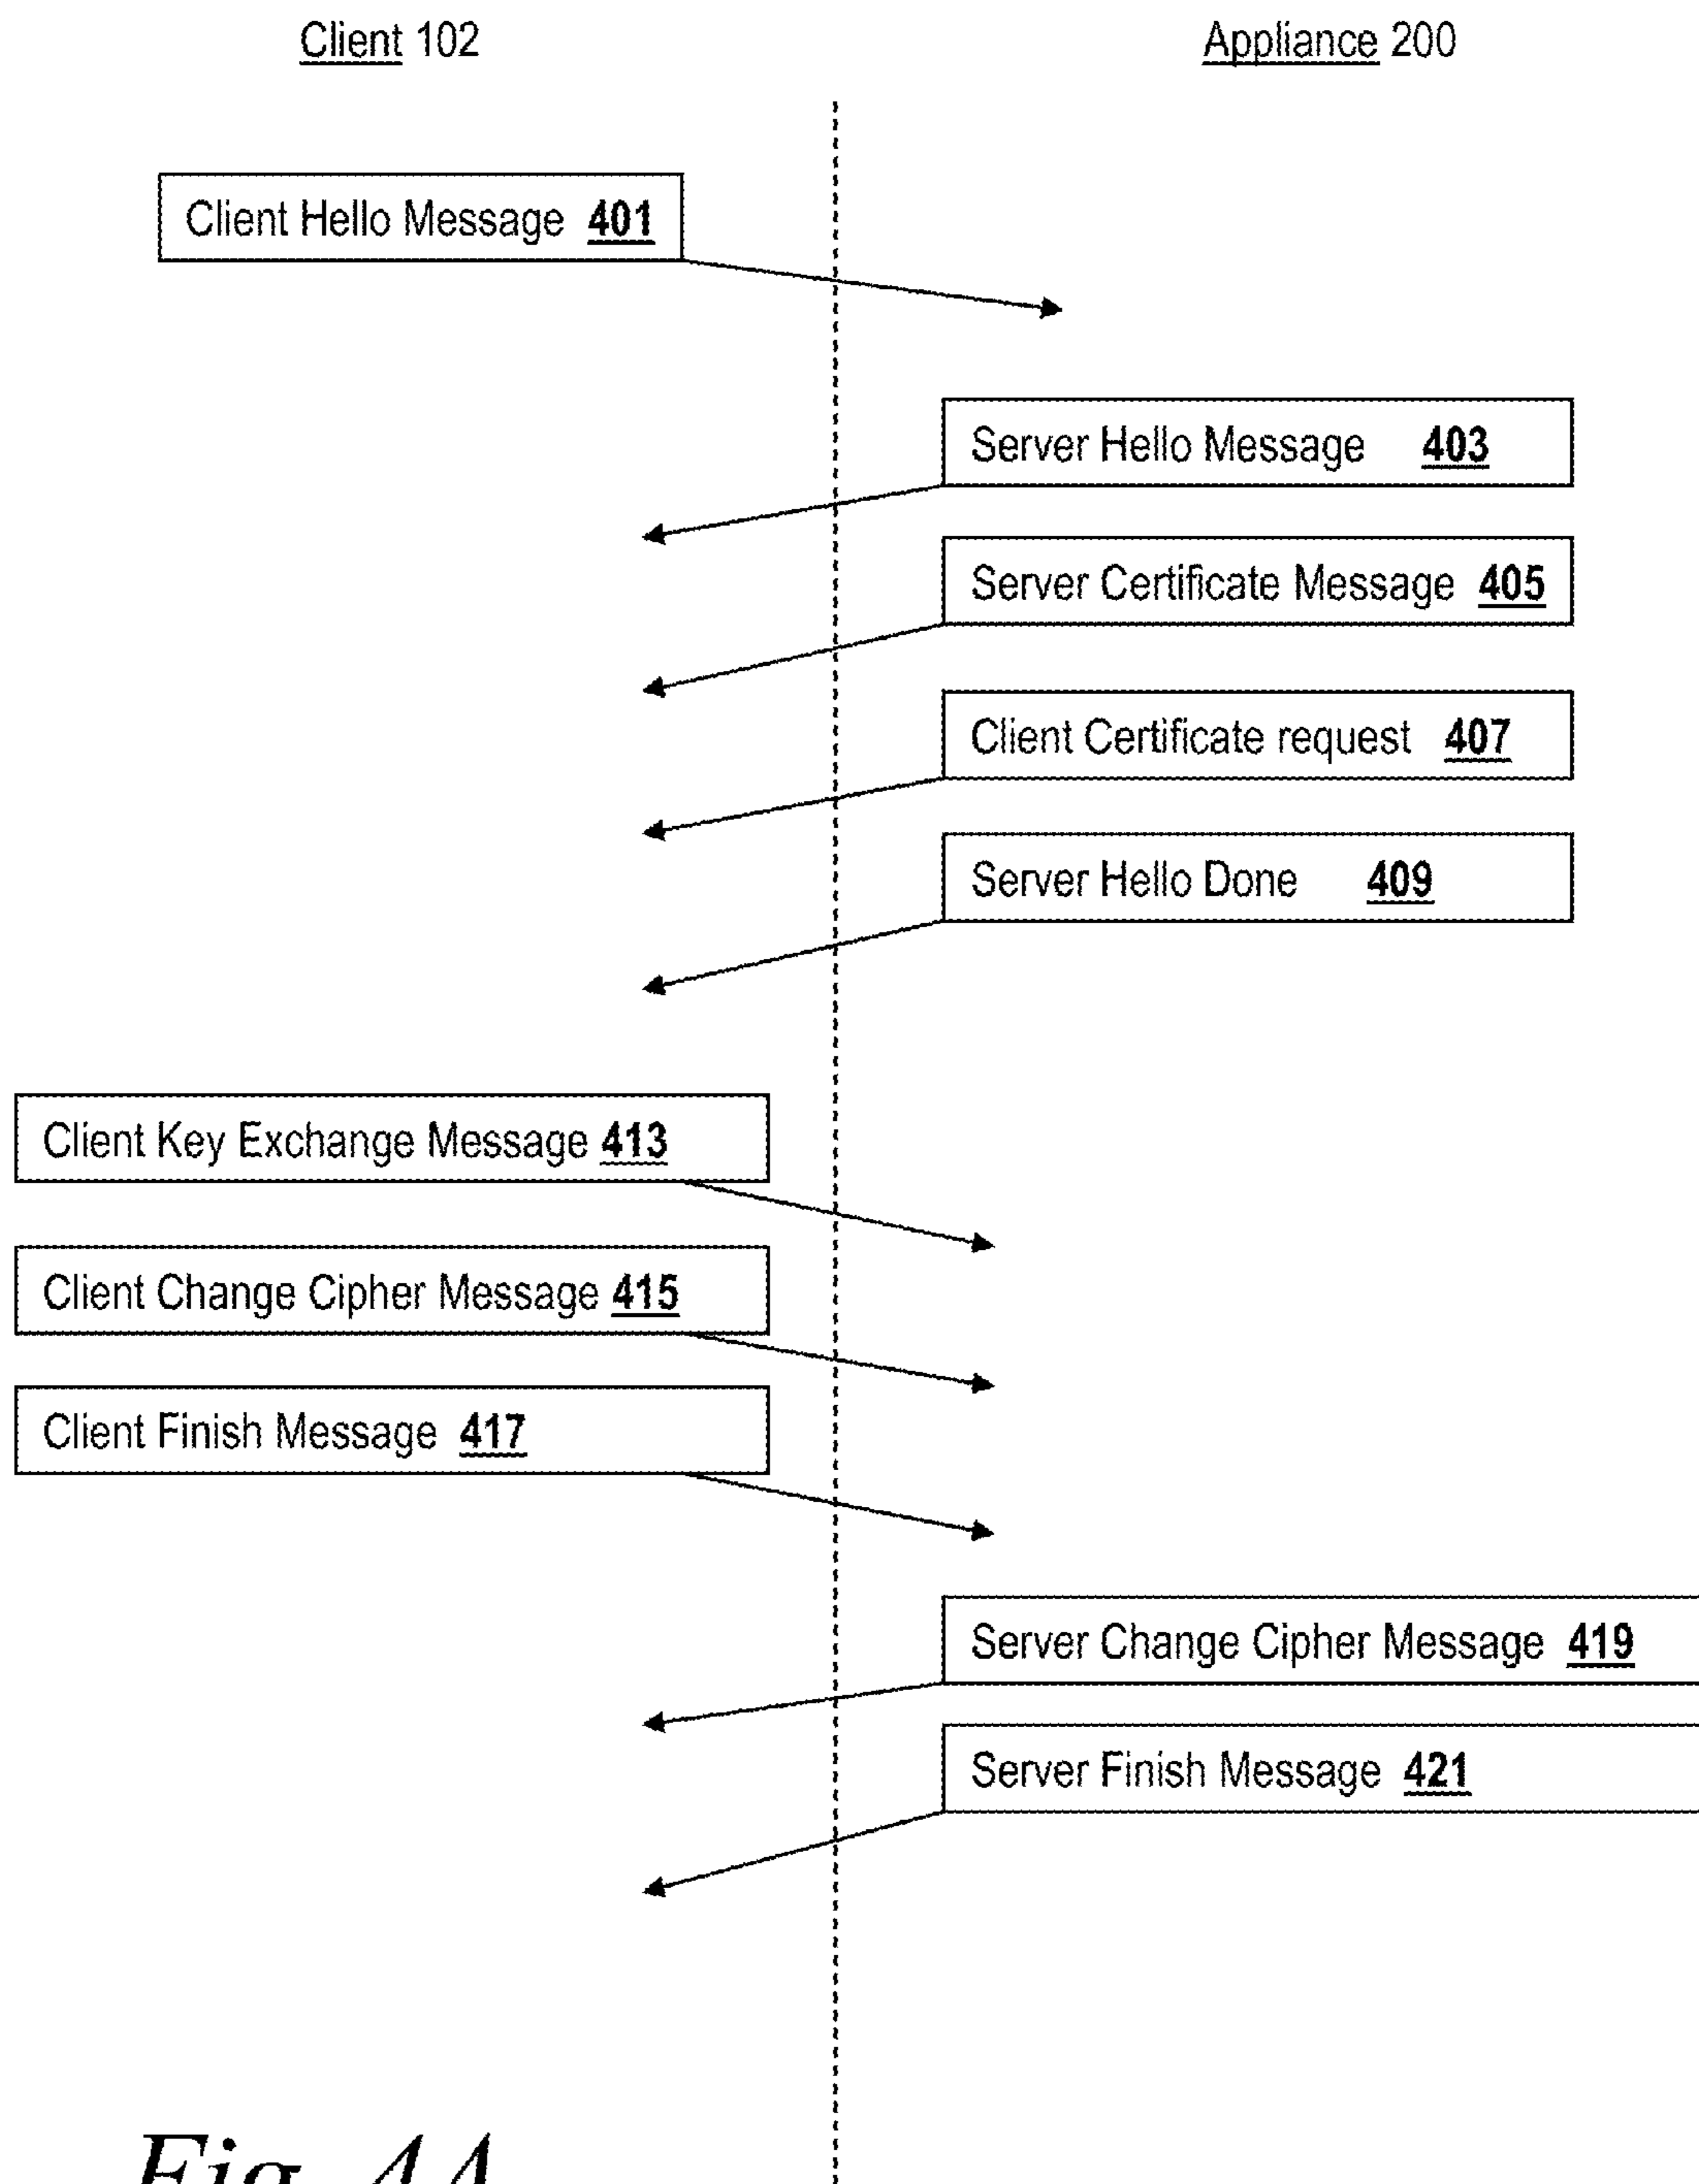 Client 102
Appliance 200
Client Hello Message 401
Server Hello Message 403
Server Certificate Message 405
Client Certificate request 407
Server Hello Done 409
Client Key Exchange Message 413
Client Change Cipher Message 415
Client Finish Message 417
Server Change Cipher Message 419
Server Finish Message 421
Fig. 4A